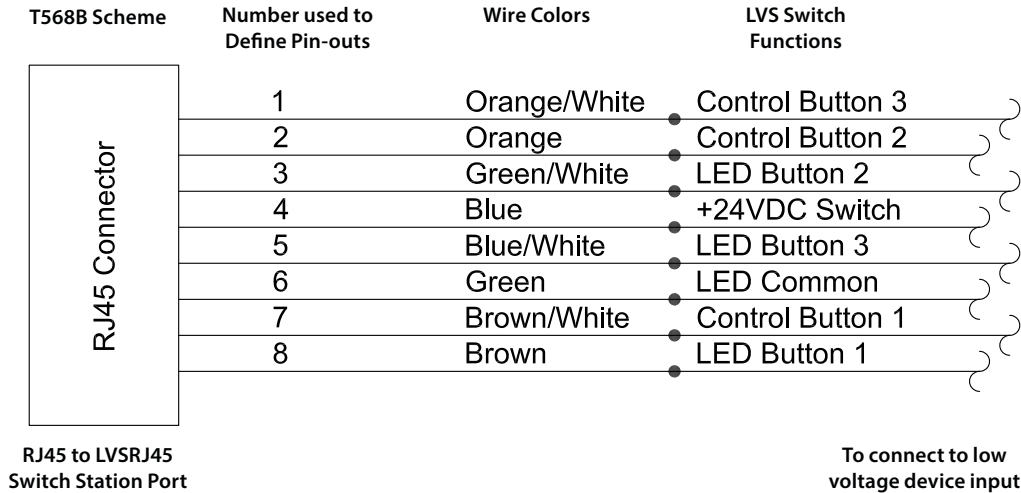 T568B Scheme Number used to Wire Colors LVS Switch
Define Pin-outs Functions
1 Orange/White Control Button 3
2 Orange Control Button 2
3 Green/White LED Button 2
4 Blue +24VDC Switch
5 Blue/White LED Button 3
6 Green LED Common
7 Brown/White Control Button 1
8 Brown LED Button 1
RJ45 Connector
RJ45 to LVSRJ45 To connect to low
Switch Station Port voltage device input